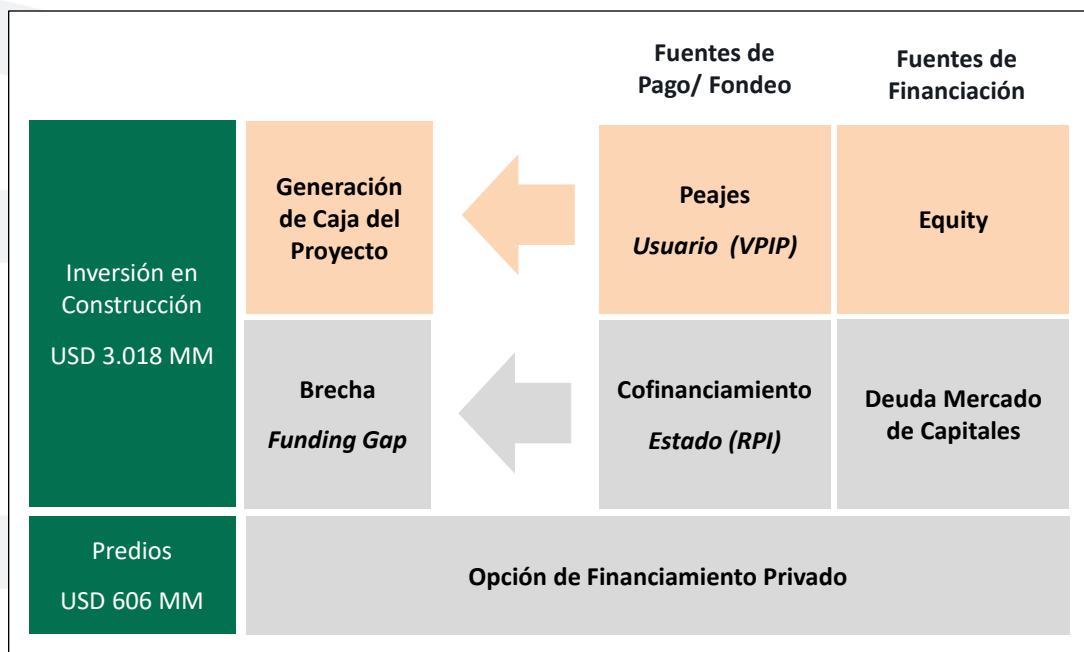 Fuentes de
Pago/ Fondeo
Fuentes de
Financiación
Inversión en
Construcción
USD 3.018 MM
Generación
de Caja del
Proyecto
Peajes
Usuario (VPIP)
Equity
Brecha
Funding Gap
Cofinanciamiento
Estado (RPI)
Deuda Mercado
de Capitales
Predios
USD 606 MM
Opción de Financiamiento Privado